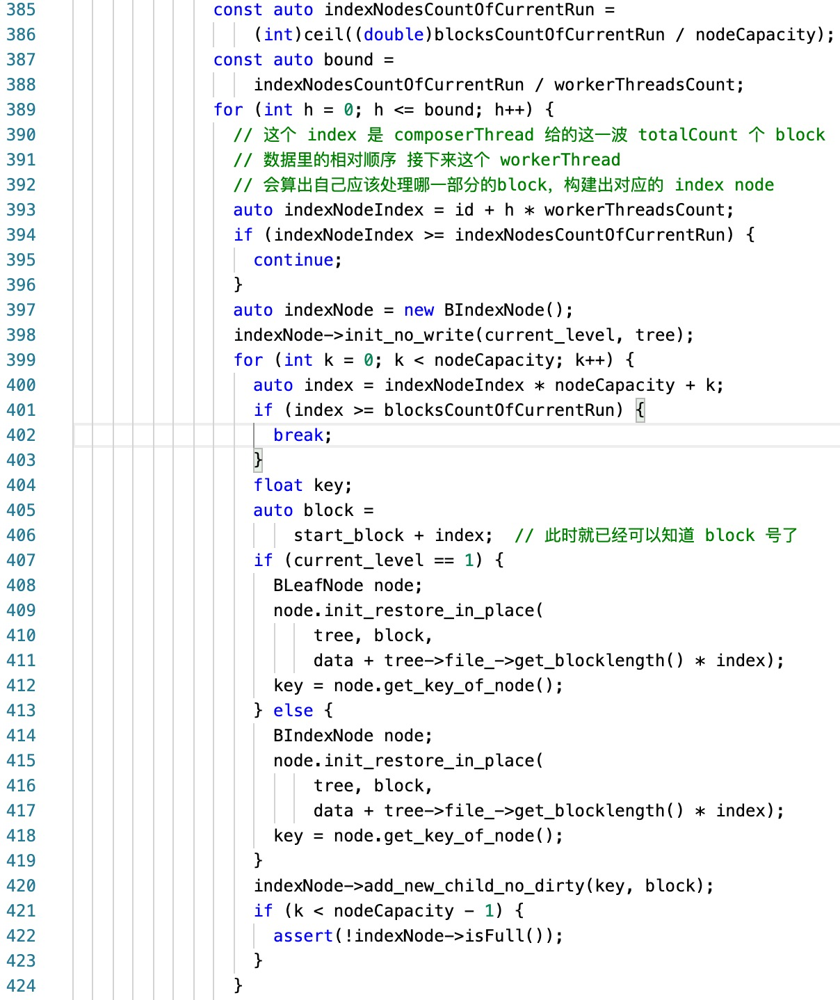 385 const auto indexNodesCountOfCurrentRun =
386 (int)ceil((double)blocksCountOfCurrentRun / nodeCapacity);
387 const auto bound =
388 indexNodesCountOfCurrentRun / workerThreadsCount;
389 for (int h = 0; h <= bound; h++) {
390 // 这个 index 是 composerThread 给的这一波 totalCount 个 block
391 // 数据里的相对顺序 接下来这个 workerThread
392 // 会算出自己应该处理哪一部分的block，构建出对应的 index node
393 auto indexNodeIndex = id + h * workerThreadsCount;
394 if (indexNodeIndex >= indexNodesCountOfCurrentRun) {
395 continue;
396 }
397 auto indexNode = new BIndexNode();
398 indexNode->init_no_write(current_level, tree);
399 for (int k = 0; k < nodeCapacity; k++) {
400 auto index = indexNodeIndex * nodeCapacity + k;
401 if (index >= blocksCountOfCurrentRun) {
402 break;
403 }
404 float key;
405 auto block =
406 start_block + index; // 此时就已经可以知道 block 号了
407 if (current_level == 1) {
408 BLeafNode node;
409 node.init_restore_in_place(
410 tree, block,
411 data + tree->file_->get_blocklength() * index);
412 key = node.get_key_of_node();
413 } else {
414 BIndexNode node;
415 node.init_restore_in_place(
416 tree, block,
417 data + tree->file_->get_blocklength() * index);
418 key = node.get_key_of_node();
419 }
420 indexNode->add_new_child_no_dirty(key, block);
421 if (k < nodeCapacity - 1) {
422 assert(!indexNode->isFull());
423 }
424 }